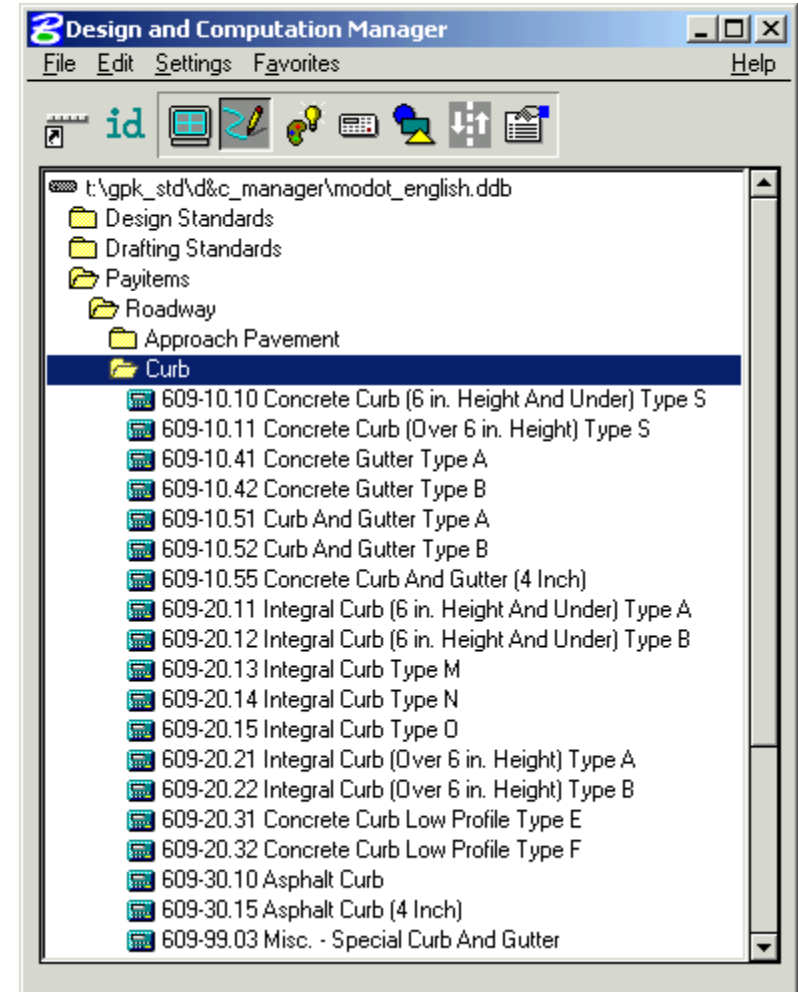 Design and Computation Manager
File Edit Settings Favorites Help
id
t:\gpk_std\d&c_manager\modot_english.ddb
Design Standards
Drafting Standards
Payitems
Roadway
Approach Pavement
Curb
609-10.10 Concrete Curb (6 in. Height And Under) Type S
609-10.11 Concrete Curb (Over 6 in. Height) Type S
609-10.41 Concrete Gutter Type A
609-10.42 Concrete Gutter Type B
609-10.51 Curb And Gutter Type A
609-10.52 Curb And Gutter Type B
609-10.55 Concrete Curb And Gutter (4 Inch)
609-20.11 Integral Curb (6 in. Height And Under) Type A
609-20.12 Integral Curb (6 in. Height And Under) Type B
609-20.13 Integral Curb Type M
609-20.14 Integral Curb Type N
609-20.15 Integral Curb Type O
609-20.21 Integral Curb (Over 6 in. Height) Type A
609-20.22 Integral Curb (Over 6 in. Height) Type B
609-20.31 Concrete Curb Low Profile Type E
609-20.32 Concrete Curb Low Profile Type F
609-30.10 Asphalt Curb
609-30.15 Asphalt Curb (4 Inch)
609-99.03 Misc. - Special Curb And Gutter